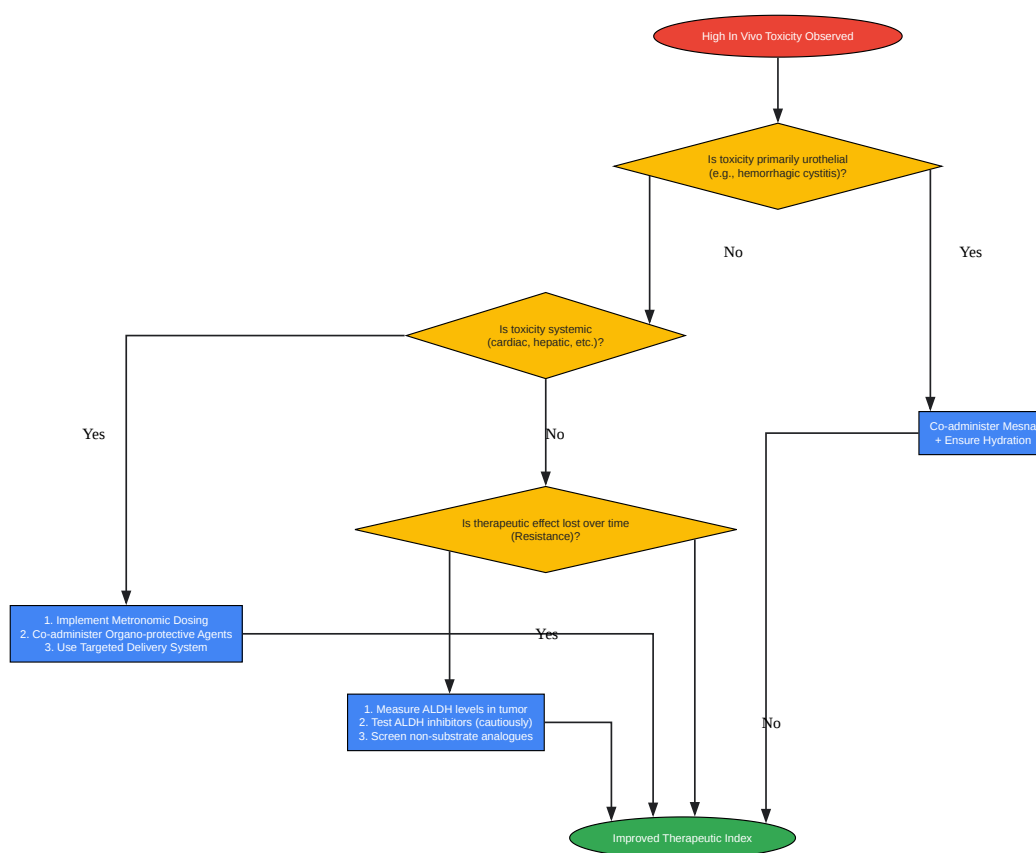 High In Vivo Toxicity Observed
Is toxicity primarily urothelial
(e.g., hemorrhagic cystitis)?
No
Yes
Is toxicity systemic
(cardiac, hepatic, etc.)?
Yes
No
Co-administer Mesna
+ Ensure Hydration
Is therapeutic effect lost over time
(Resistance)?
1. Implement Metronomic Dosing
2. Co-administer Organo-protective Agents
3. Use Targeted Delivery System
Yes
1. Measure ALDH levels in tumor
2. Test ALDH inhibitors (cautiously)
3. Screen non-substrate analogues
No
Improved Therapeutic Index